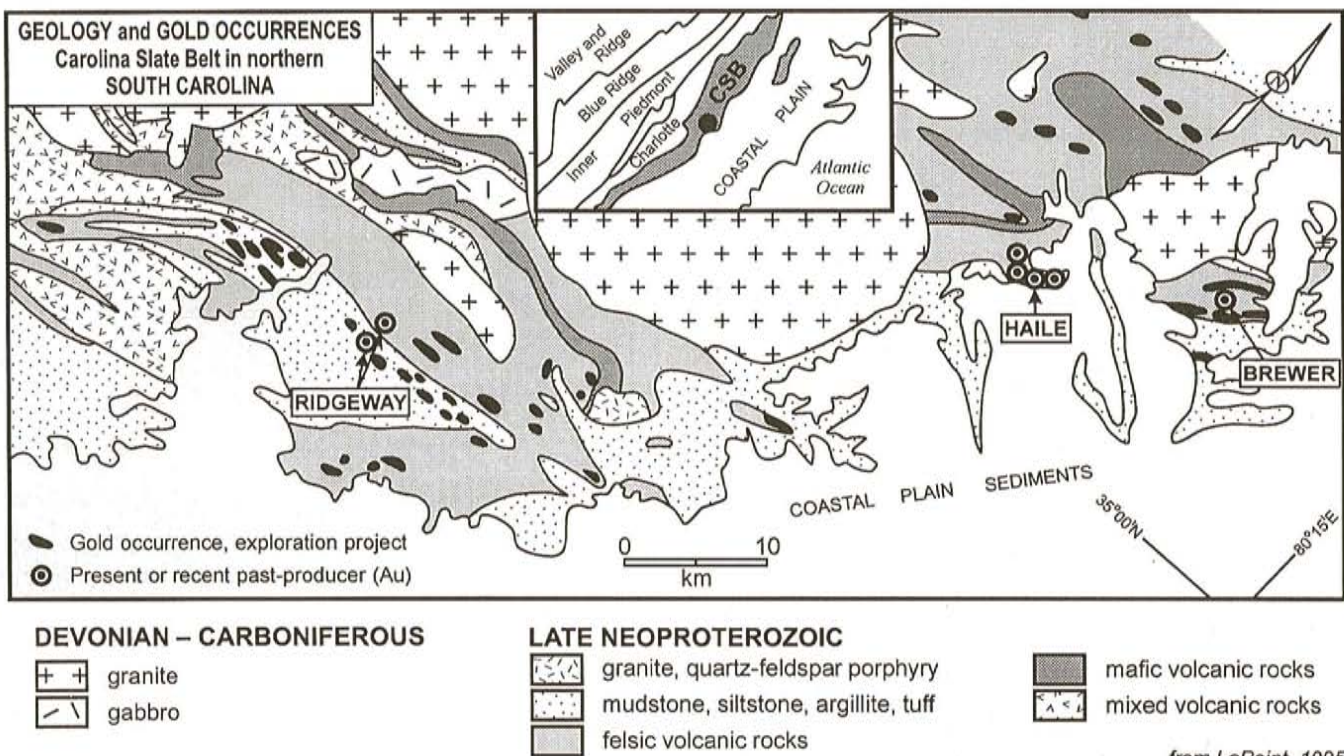 GEOLOGY and GOLD OCCURRENCES
Carolina Slate Belt in northern
SOUTH CAROLINA
Valley and
Ridge
Blue Ridge
Inner Piedmont
Charlotte
CSB
COASTAL PLAIN
Atlantic
Ocean
RIDGEWAY
HAILE
BREWER
COASTAL PLAIN SEDIMENTS
35°00'N
80°15'E
Gold occurrence, exploration project
Present or recent past-producer (Au)
0 10
km
DEVONIAN – CARBONIFEROUS
granite
gabbro
LATE NEOPROTEROZOIC
granite, quartz-feldspar porphyry
mudstone, siltstone, argillite, tuff
felsic volcanic rocks
mafic volcanic rocks
mixed volcanic rocks